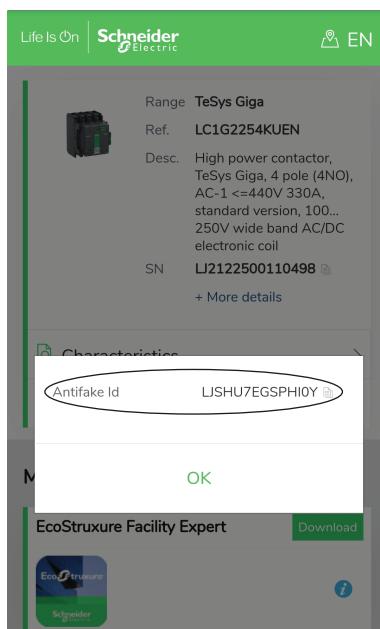 Life Is On Schneider Electric EN
Range TeSys Giga
Ref. LC1G2254KUEN
Desc. High power contactor,
TeSys Giga, 4 pole (4NO),
AC-1 <=440V 330A,
standard version, 100...
250V wide band AC/DC
electronic coil
SN LJ2122500110498
+ More details
Characteristics
Antifake Id LJSHU7EGSPHI0Y
OK
M
EcoStruxure Facility Expert Download
EcoStruxure
Schneider